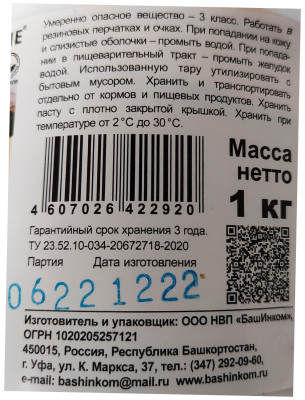 Умеренно опасное вещество – 3 класс. Работать в
резиновых перчатках и очках. При попадании на кожу
и слизистые оболочки – промыть водой. При попада-
нии в пищеварительный тракт – промыть желудок
водой. Использованную тару утилизировать с
бытовым мусором. Хранить и транспортировать
отдельно от кормов и пищевых продуктов. Хранить
пасту с плотно закрытой крышкой. Хранить при
температуре от 2°С до 30°С.
Масса
нетто
1 кг
4 607026 422920
Гарантийный срок хранения 3 года.
ТУ 23.52.10-034-20672718-2020
Партия Дата изготовления
06221222
Изготовитель и упаковщик: ООО НВП «БашИнком»,
ОГРН 1020205257121
450015, Россия, Республика Башкортостан,
г. Уфа, ул. К. Маркса, 37, тел.: (347) 292-09-60,
e-mail: bashinkom@mail.ru www.bashinkom.ru